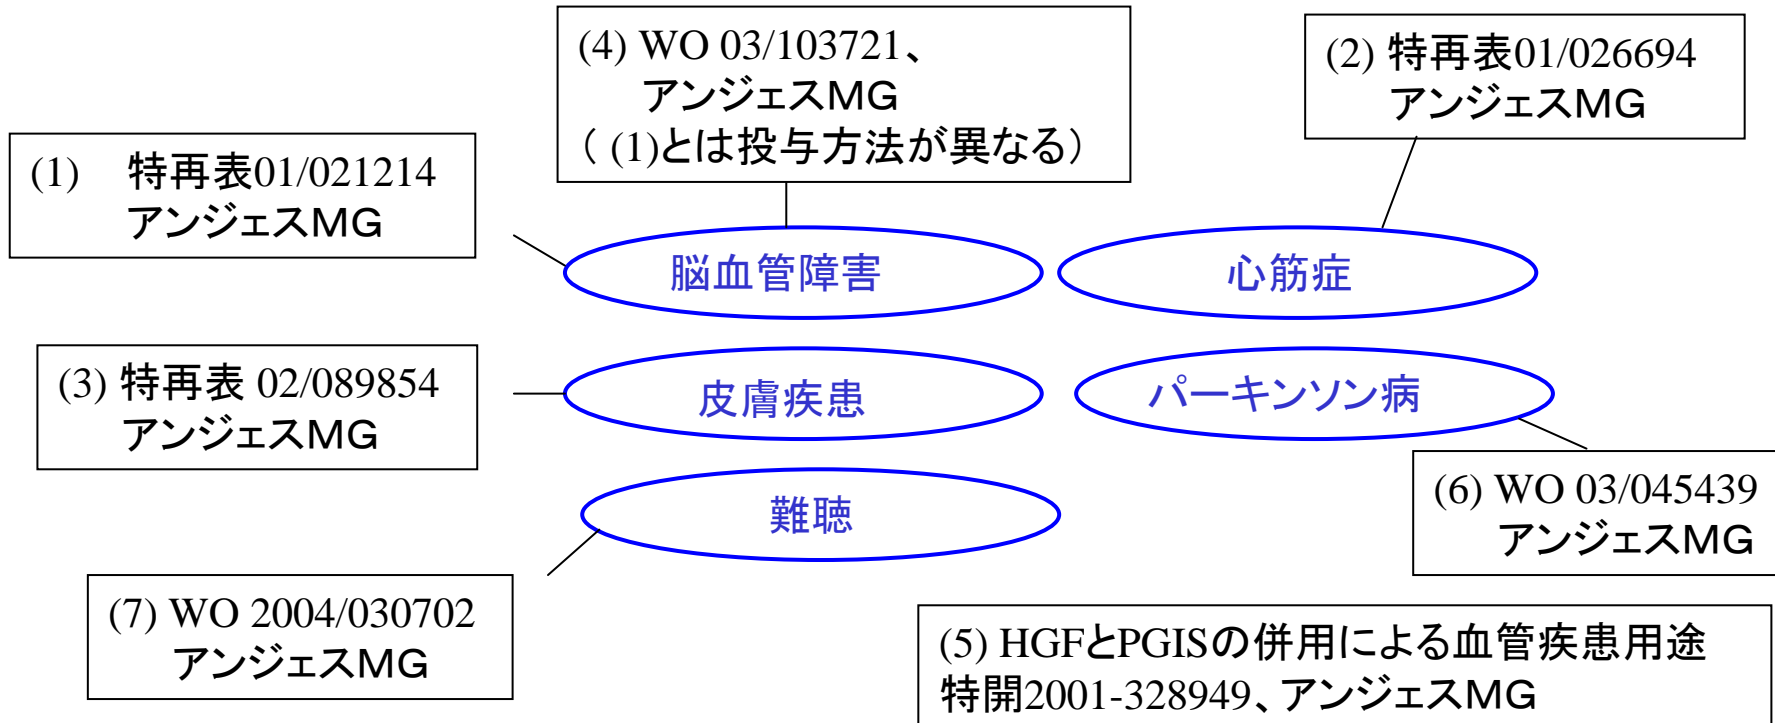 (4) WO 03/103721、
アンジェスMG
( (1)とは投与方法が異なる)
(2) 特再表01/026694
アンジェスMG
(1) 特再表01/021214
アンジェスMG
脳血管障害
心筋症
(3) 特再表 02/089854
アンジェスMG
皮膚疾患
パーキンソン病
(6) WO 03/045439
アンジェスMG
難聴
(7) WO 2004/030702
アンジェスMG
(5) HGFとPGISの併用による血管疾患用途
特開2001-328949、アンジェスMG